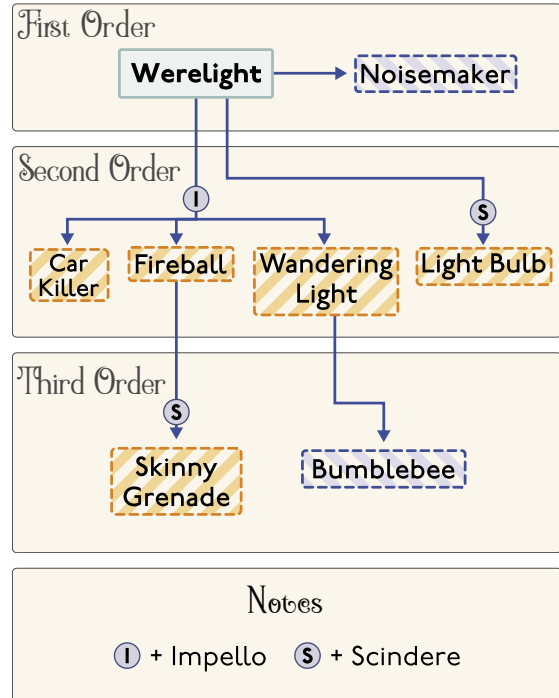 First Order
Werelight
Noisemaker
Second Order
I
S
Car
Killer
Fireball
Wandering
Light
Light Bulb
Third Order
S
Skinny
Grenade
Bumblebee
Notes
I + Impello S + Scindere